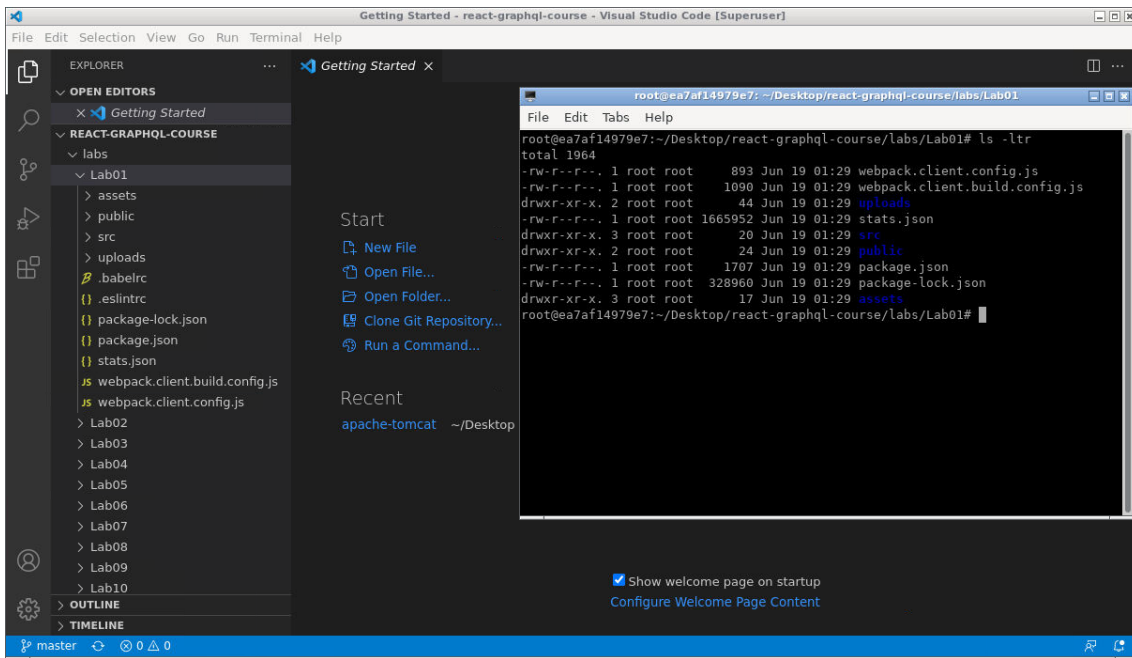 Getting Started - react-graphql-course - Visual Studio Code [Superuser]
File Edit Selection View Go Run Terminal Help
EXPLORER ...
OPEN EDITORS
Getting Started
REACT-GRAPHQL-COURSE
labs
Lab01
assets
public
src
uploads
.babelrc
.eslintrc
package-lock.json
package.json
stats.json
JS webpack.client.build.config.js
JS webpack.client.config.js
Lab02
Lab03
Lab04
Lab05
Lab06
Lab07
Lab08
Lab09
Lab10
OUTLINE
TIMELINE
Getting Started
Start
New File
Open File...
Open Folder...
Clone Git Repository...
Run a Command...
Recent
apache-tomcat ~/Desktop
root@ea7af14979e7: ~/Desktop/react-graphql-course/labs/Lab01
File Edit Tabs Help
root@ea7af14979e7:~/Desktop/react-graphql-course/labs/Lab01# ls -ltr
total 1964
-rw-r--r--. 1 root root 893 Jun 19 01:29 webpack.client.config.js
-rw-r--r--. 1 root root 1090 Jun 19 01:29 webpack.client.build.config.js
drwxr-xr-x. 2 root root 44 Jun 19 01:29 uploads
-rw-r--r--. 1 root root 1665952 Jun 19 01:29 stats.json
drwxr-xr-x. 3 root root 20 Jun 19 01:29 src
drwxr-xr-x. 2 root root 24 Jun 19 01:29 public
-rw-r--r--. 1 root root 1707 Jun 19 01:29 package.json
-rw-r--r--. 1 root root 328960 Jun 19 01:29 package-lock.json
drwxr-xr-x. 3 root root 17 Jun 19 01:29 assets
root@ea7af14979e7:~/Desktop/react-graphql-course/labs/Lab01#
Show welcome page on startup
Configure Welcome Page Content
master 0 0